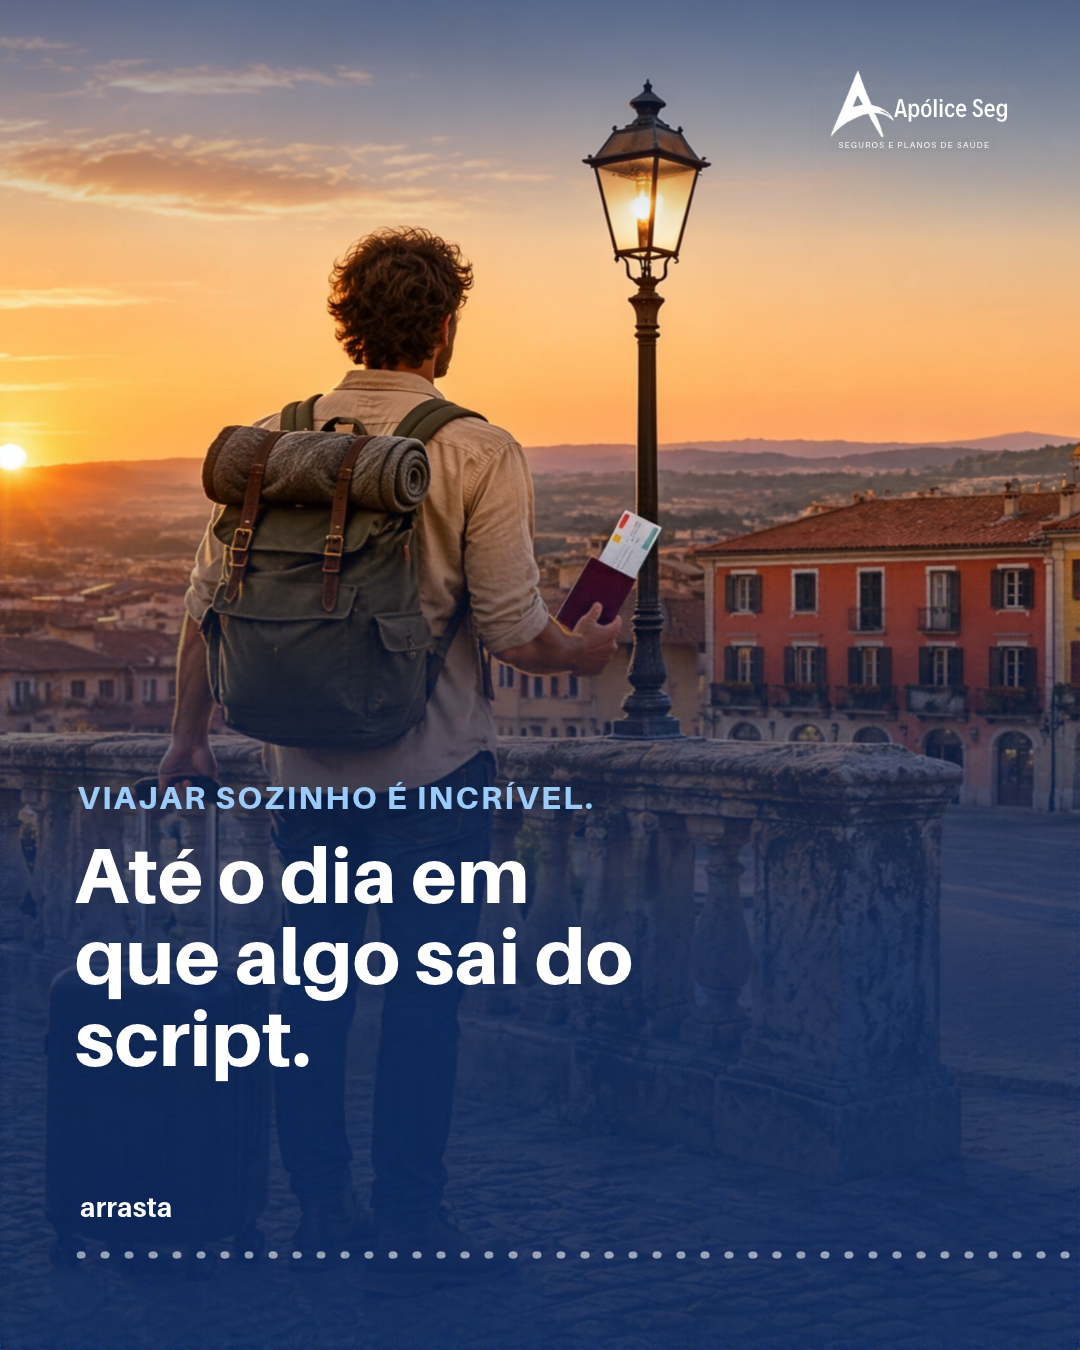 Apólice Seg
SEGUROS E PLANOS DE SAÚDE
VIAJAR SOZINHO É INCRÍVEL.
Até o dia em
que algo sai do
script.
arrasta